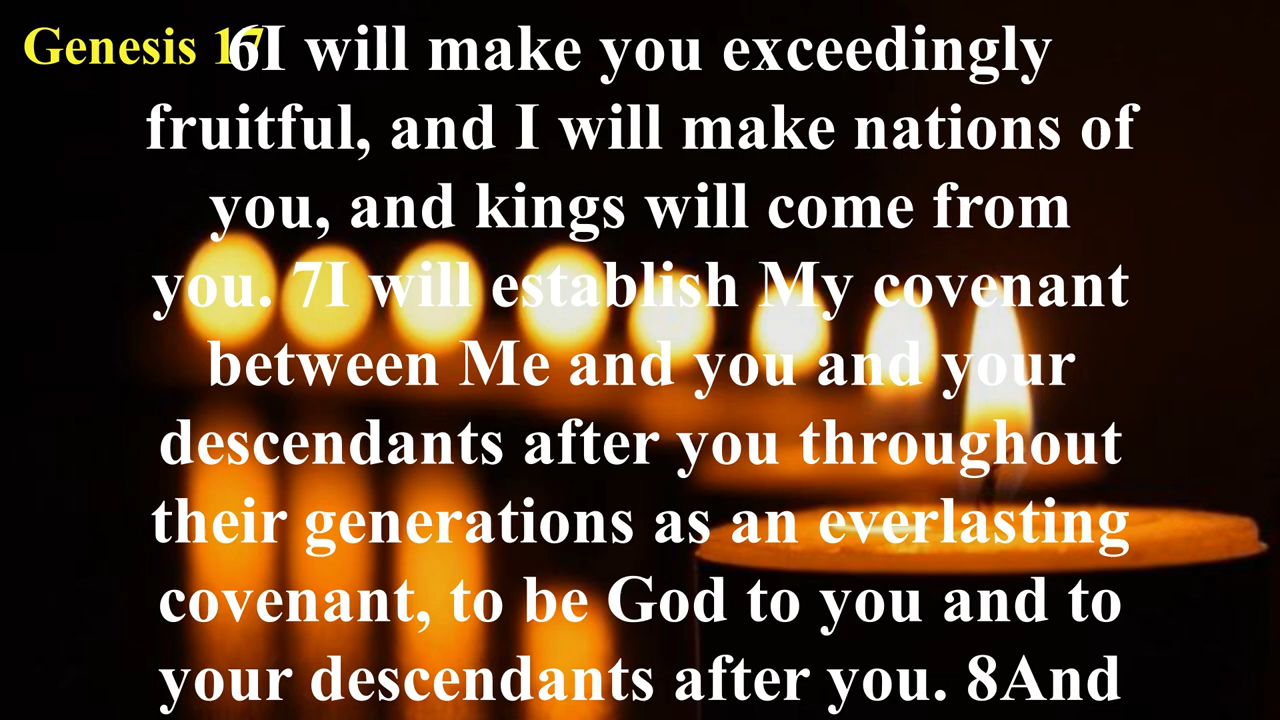 Genesis 17
6I will make you exceedingly
fruitful, and I will make nations of
you, and kings will come from
you. 7I will establish My covenant
between Me and you and your
descendants after you throughout
their generations as an everlasting
covenant, to be God to you and to
your descendants after you. 8And